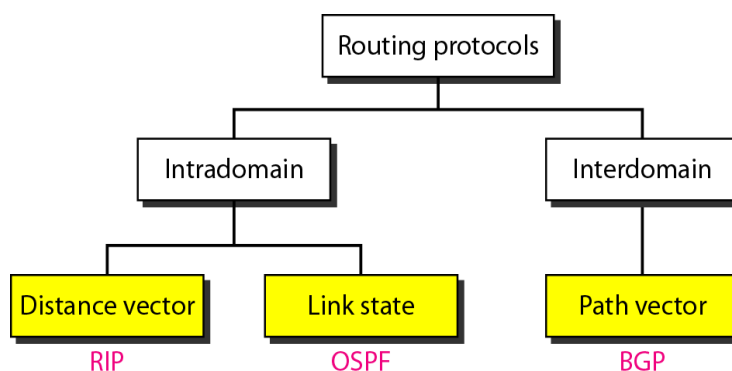 Routing protocols
Intradomain
Interdomain
Distance vector
Link state
Path vector
RIP
OSPF
BGP